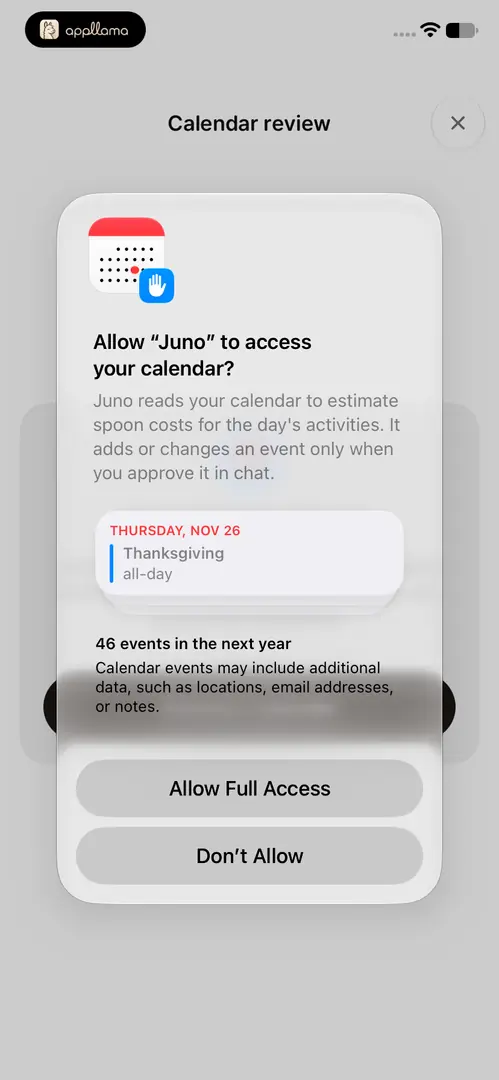 appllama
Calendar review
Allow “Juno” to access
your calendar?
Juno reads your calendar to estimate
spoon costs for the day's activities. It
adds or changes an event only when
you approve it in chat.
THURSDAY, NOV 26
Thanksgiving
all-day
46 events in the next year
Calendar events may include additional
data, such as locations, email addresses,
or notes.
Allow Full Access
Don’t Allow